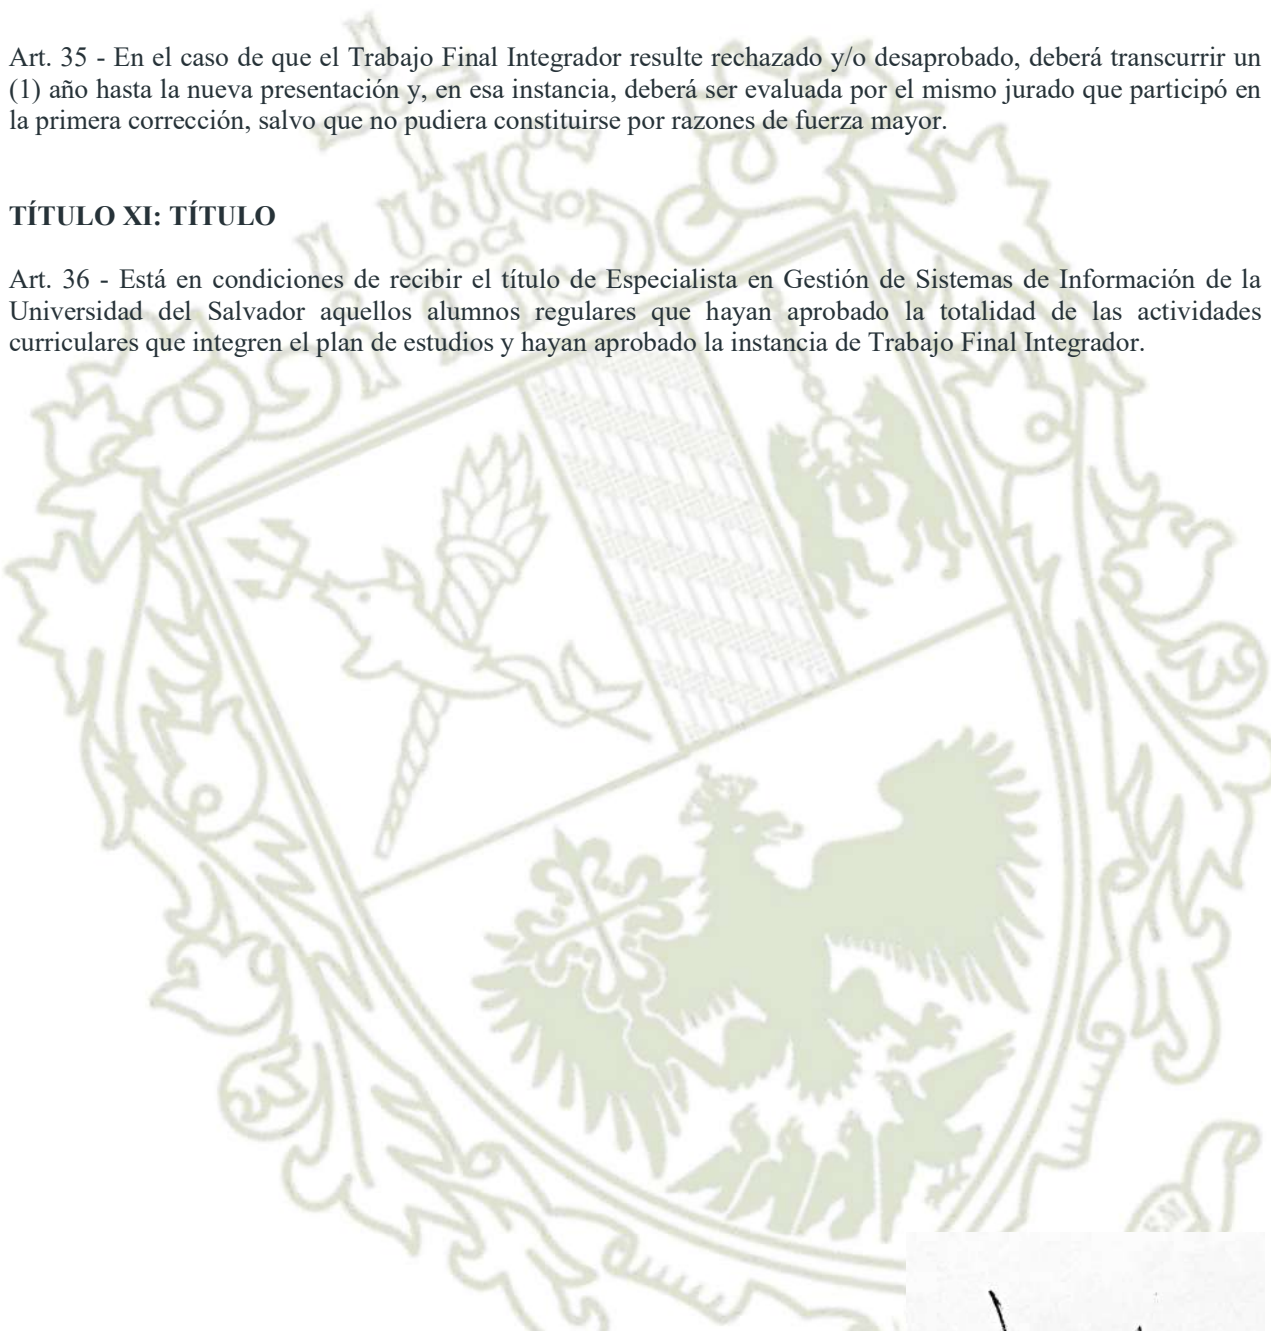 Art. 35 - En el caso de que el Trabajo Final Integrador resulte rechazado y/o desaprobado, deberá transcurrir un
(1) año hasta la nueva presentación y, en esa instancia, deberá ser evaluada por el mismo jurado que participó en
la primera corrección, salvo que no pudiera constituirse por razones de fuerza mayor.
TÍTULO XI: TÍTULO
Art. 36 - Está en condiciones de recibir el título de Especialista en Gestión de Sistemas de Información de la
Universidad del Salvador aquellos alumnos regulares que hayan aprobado la totalidad de las actividades
curriculares que integren el plan de estudios y hayan aprobado la instancia de Trabajo Final Integrador.